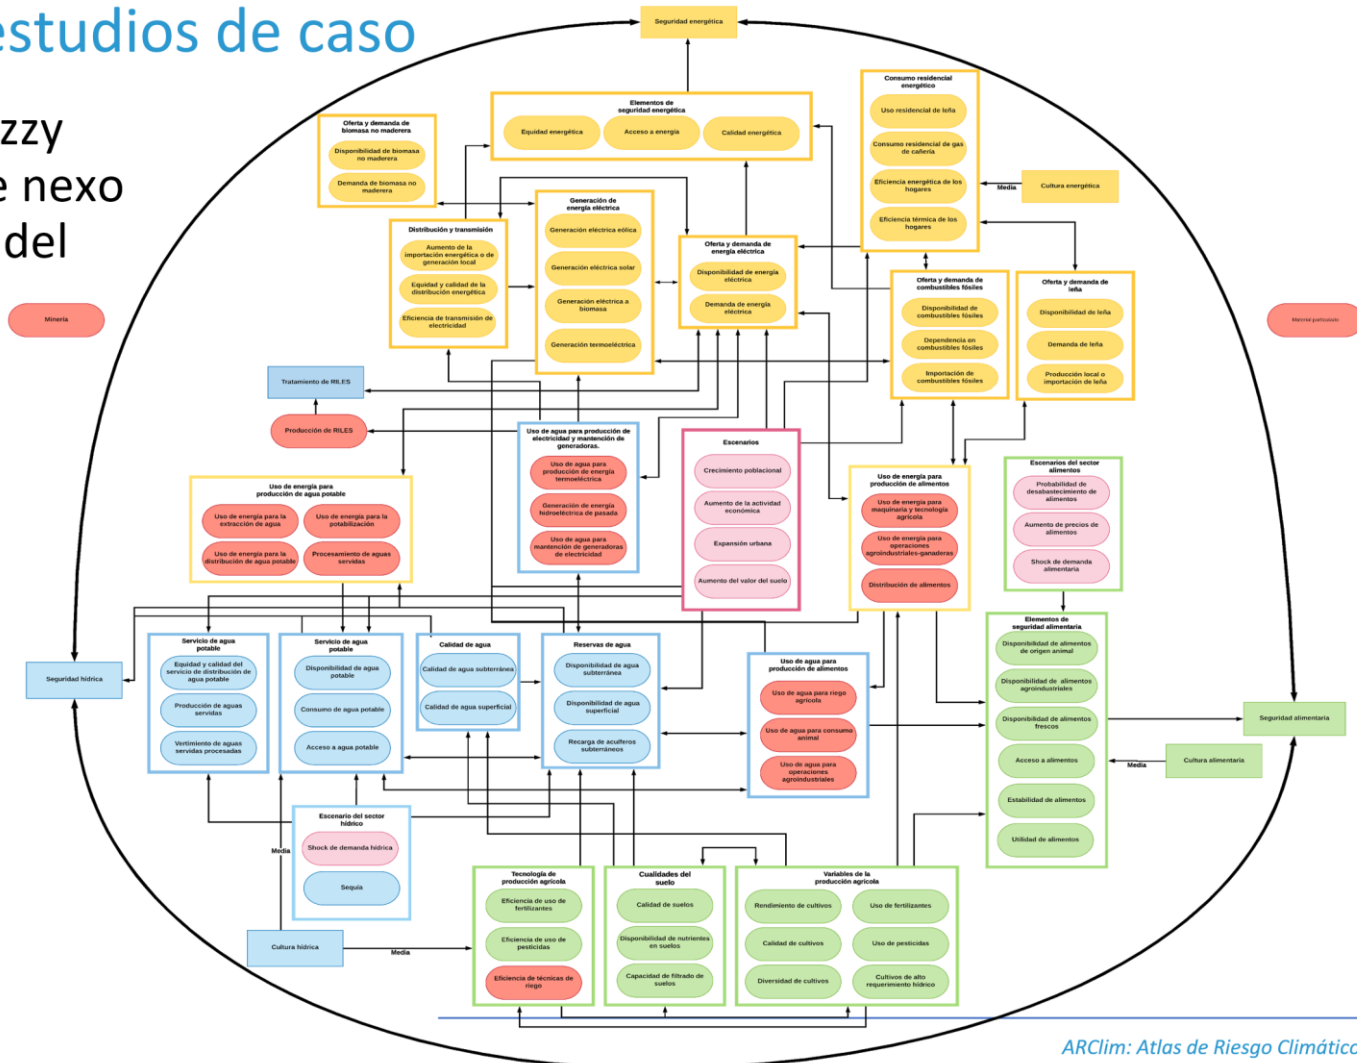 estudios de caso
zzy
e nexo
del
Seguridad energética
Consumo residencial
energético
Uso residencial de leña
Consumo residencial de gas
de cañería
Eficiencia energética de los
hogares
Eficiencia térmica de los
hogares
Media
Cultura energética
Elementos de
seguridad energética
Equidad energética
Acceso a energía
Calidad energética
Oferta y demanda de
biomasa no maderera
Disponibilidad de biomasa
no maderera
Demanda de biomasa no
maderera
Distribución y transmisión
Aumento de la
importación energética o de
generación local
Equidad y calidad de la
distribución energética
Eficiencia de transmisión de
electricidad
Generación de
energía eléctrica
Generación eléctrica eólica
Generación eléctrica solar
Generación eléctrica a
biomasa
Generación termoeléctrica
Oferta y demanda de
energía eléctrica
Disponibilidad de energía
eléctrica
Demanda de energía
eléctrica
Oferta y demanda de
combustibles fósiles
Disponibilidad de
combustibles fósiles
Dependencia en
combustibles fósiles
Importación de
combustibles fósiles
Oferta y demanda de
leña
Disponibilidad de leña
Demanda de leña
Producción local o
importación de leña
Minería
Material particulado
Tratamiento de RILES
Producción de RILES
Uso de agua para producción de
electricidad y mantención de
generadoras.
Uso de agua para
producción de energía
termoeléctrica
Generación de energía
hidroeléctrica de pasada
Uso de agua para
mantención de generadoras
de electricidad
Escenarios
Crecimiento poblacional
Aumento de la actividad
económica
Expansión urbana
Aumento del valor del suelo
Uso de energía para
producción de alimentos
Uso de energía para
maquinaria y tecnología
agrícola
Uso de energía para
operaciones
agroindustriales-ganaderas
Distribución de alimentos
Escenarios del sector
alimentos
Probabilidad de
desabastecimiento de
alimentos
Aumento de precios de
alimentos
Shock de demanda
alimentaria
Uso de energía para
producción de agua potable
Uso de energía para la
extracción de agua
Uso de energía para la
potabilización
Uso de energía para la
distribución de agua potable
Procesamiento de aguas
servidas
Seguridad hídrica
Servicio de agua
potable
Equidad y calidad del
servicio de distribución de
agua potable
Producción de aguas
servidas
Vertimiento de aguas
servidas procesadas
Servicio de agua
potable
Disponibilidad de agua
potable
Consumo de agua potable
Acceso a agua potable
Calidad de agua
Calidad de agua subterránea
Calidad de agua superficial
Reservas de agua
Disponibilidad de agua
subterránea
Disponibilidad de agua
superficial
Recarga de acuíferos
subterráneos
Uso de agua para
producción de alimentos
Uso de agua para riego
agrícola
Uso de agua para consumo
animal
Uso de agua para
operaciones
agroindustriales
Elementos de
seguridad alimentaria
Disponibilidad de alimentos
de origen animal
Disponibilidad de alimentos
agroindustriales
Disponibilidad de alimentos
frescos
Acceso a alimentos
Estabilidad de alimentos
Utilidad de alimentos
Seguridad alimentaria
Media
Cultura alimentaria
Escenario del sector
hídrico
Shock de demanda hídrica
Sequía
Media
Cultura hídrica
Media
Tecnología de
producción agrícola
Eficiencia de uso de
fertilizantes
Eficiencia de uso de
pesticidas
Eficiencia de técnicas de
riego
Cualidades del
suelo
Calidad de suelos
Disponibilidad de nutrientes
en suelos
Capacidad de filtrado de
suelos
Variables de la
producción agrícola
Rendimiento de cultivos
Uso de fertilizantes
Calidad de cultivos
Uso de pesticidas
Diversidad de cultivos
Cultivos de alto
requerimiento hídrico
ARClim: Atlas de Riesgo Climático